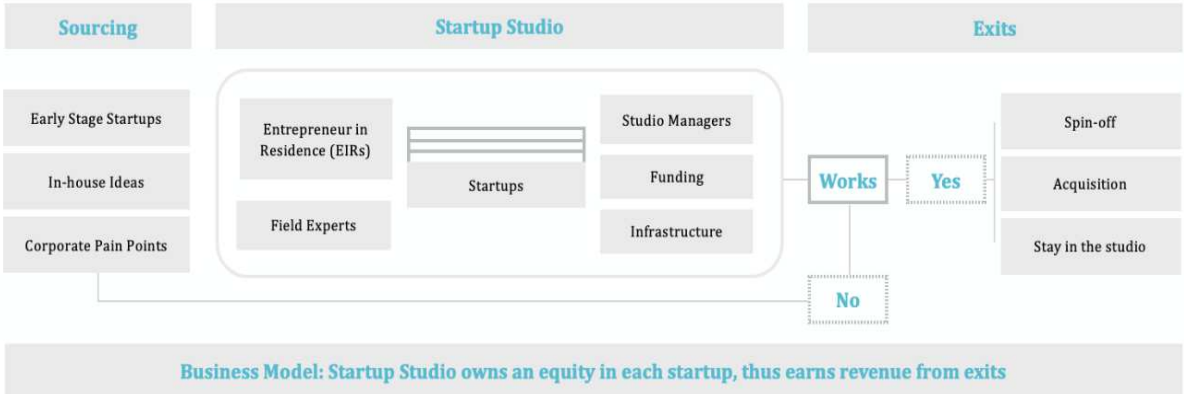 Sourcing
Startup Studio
Exits
Early Stage Startups
In-house Ideas
Corporate Pain Points
Entrepreneur in
Residence (EIRs)
Field Experts
Startups
Studio Managers
Funding
Infrastructure
Works
Yes
No
Spin-off
Acquisition
Stay in the studio
Business Model: Startup Studio owns an equity in each startup, thus earns revenue from exits